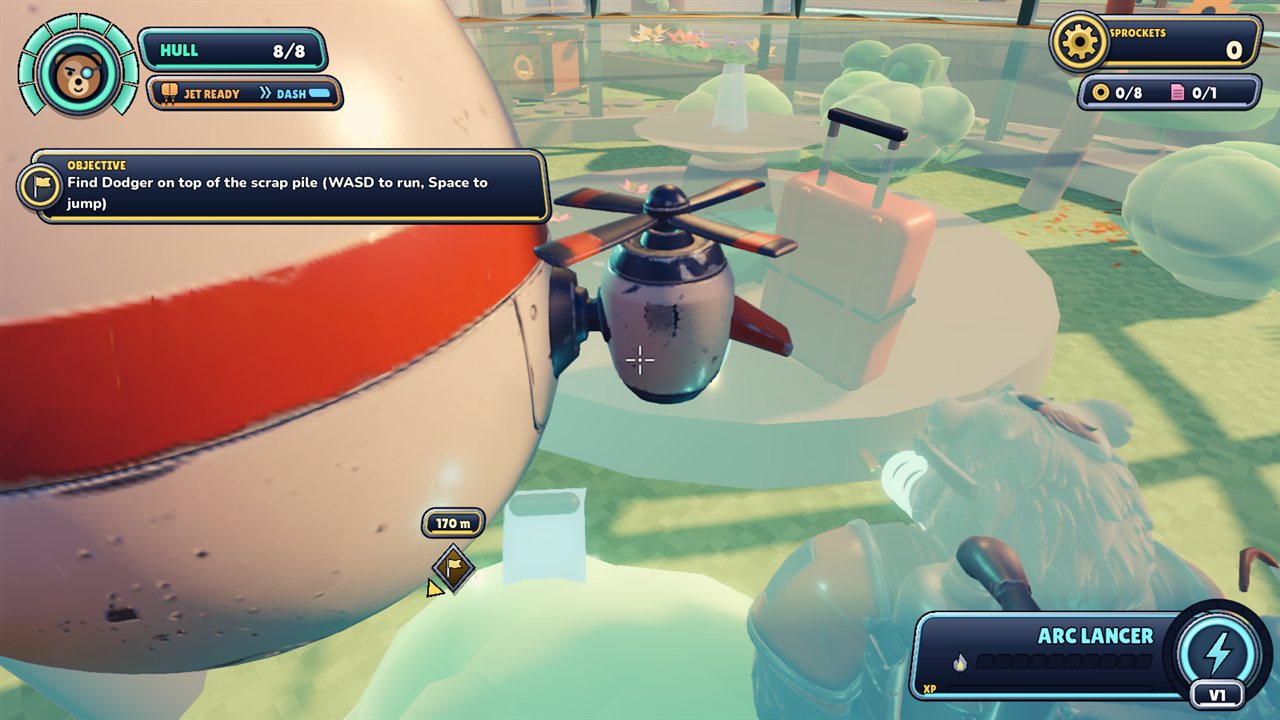 HULL 8/8
JET READY DASH
OBJECTIVE
Find Dodger on top of the scrap pile (WASD to run, Space to
jump)
SPROCKETS
0
0/8 0/1
170 m
ARC LANCER
XP
V1